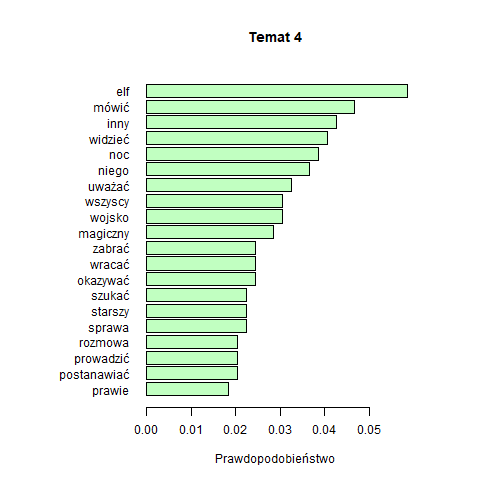 Temat 4
elf
mówić
inny
widzieć
noc
niego
uważać
wszyscy
wojsko
magiczny
zabrać
wracać
okazywać
szukać
starszy
sprawa
rozmowa
prowadzić
postanawiać
prawie
0.00 0.01 0.02 0.03 0.04 0.05
Prawdopodobieństwo